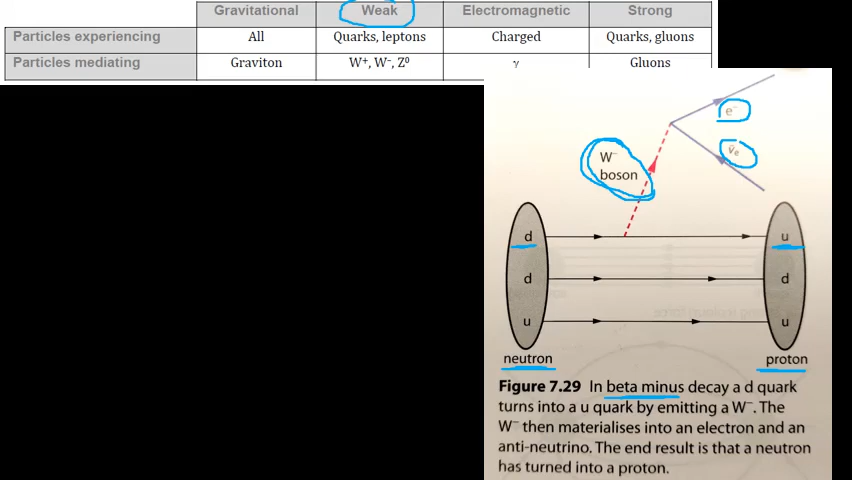 Gravitational Weak Electromagnetic Strong
Particles experiencing All Quarks, leptons Charged Quarks, gluons
Particles mediating Graviton W⁺, W⁻, Z⁰ γ Gluons
e⁻
W⁻
ν̄ₑ
boson
d u
d d
u u
neutron proton
Figure 7.29 In beta minus decay a d quark
turns into a u quark by emitting a W⁻. The
W⁻ then materialises into an electron and an
anti-neutrino. The end result is that a neutron
has turned into a proton.